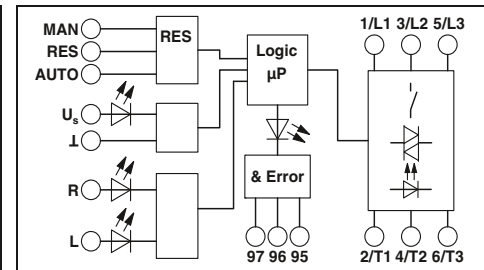 MAN
RES
AUTO
RES
U_s
⊥
R
L
Logic
µP
& Error
97 96 95
1/L1 3/L2 5/L3
2/T1 4/T2 6/T3